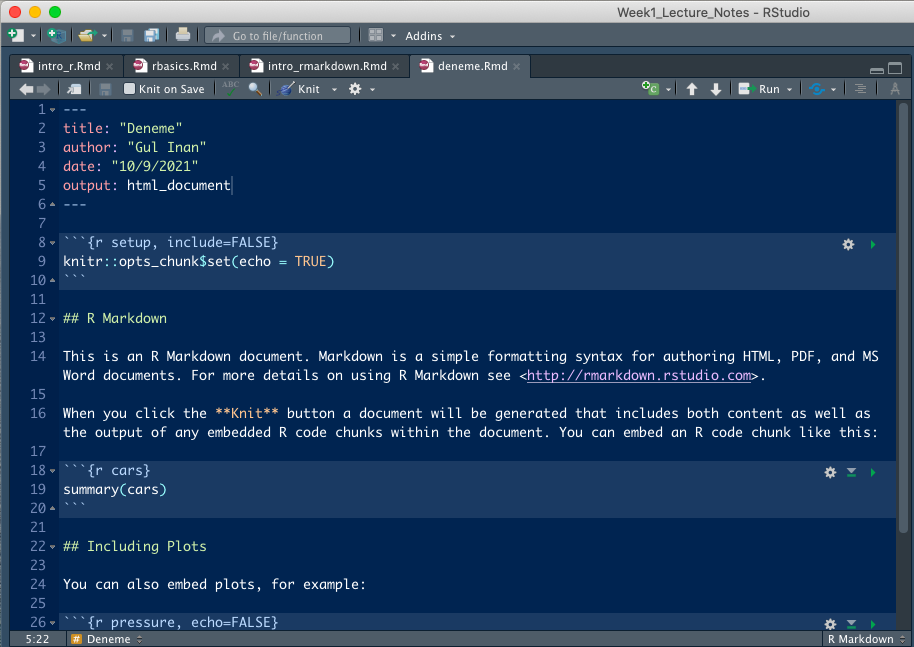 Week1_Lecture_Notes - RStudio
Go to file/function Addins
intro_r.Rmd rbasics.Rmd intro_rmarkdown.Rmd deneme.Rmd
Knit on Save ABC Knit Run
1 ---
2 title: "Deneme"
3 author: "Gul Inan"
4 date: "10/9/2021"
5 output: html_document
6 ---
7
8 ```{r setup, include=FALSE}
9 knitr::opts_chunk$set(echo = TRUE)
10 ```
11
12 ## R Markdown
13
14 This is an R Markdown document. Markdown is a simple formatting syntax for authoring HTML, PDF, and MS
Word documents. For more details on using R Markdown see <http://rmarkdown.rstudio.com>.
15
16 When you click the **Knit** button a document will be generated that includes both content as well as
the output of any embedded R code chunks within the document. You can embed an R code chunk like this:
17
18 ```{r cars}
19 summary(cars)
20 ```
21
22 ## Including Plots
23
24 You can also embed plots, for example:
25
26 ```{r pressure, echo=FALSE}
5:22 # Deneme R Markdown